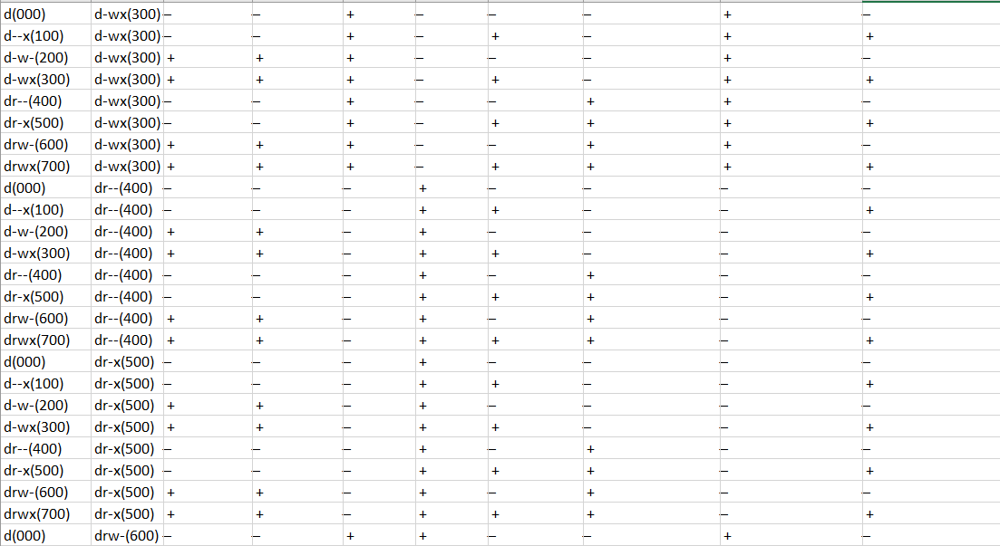 d(000) d-wx(300) – – + – – – + –
d--x(100) d-wx(300) – – + – + – + +
d-w-(200) d-wx(300) + + + – – – + –
d-wx(300) d-wx(300) + + + – + – + +
dr--(400) d-wx(300) – – + – – + + –
dr-x(500) d-wx(300) – – + – + + + +
drw-(600) d-wx(300) + + + – – + + –
drwx(700) d-wx(300) + + + – + + + +
d(000) dr--(400) – – – + – – – –
d--x(100) dr--(400) – – – + + – – +
d-w-(200) dr--(400) + + – + – – – –
d-wx(300) dr--(400) + + – + + – – +
dr--(400) dr--(400) – – – + – + – –
dr-x(500) dr--(400) – – – + + + – +
drw-(600) dr--(400) + + – + – + – –
drwx(700) dr--(400) + + – + + + – +
d(000) dr-x(500) – – – + – – – –
d--x(100) dr-x(500) – – – + + – – +
d-w-(200) dr-x(500) + + – + – – – –
d-wx(300) dr-x(500) + + – + + – – +
dr--(400) dr-x(500) – – – + – + – –
dr-x(500) dr-x(500) – – – + + + – +
drw-(600) dr-x(500) + + – + – + – –
drwx(700) dr-x(500) + + – + + + – +
d(000) drw-(600) – – + + – – + –